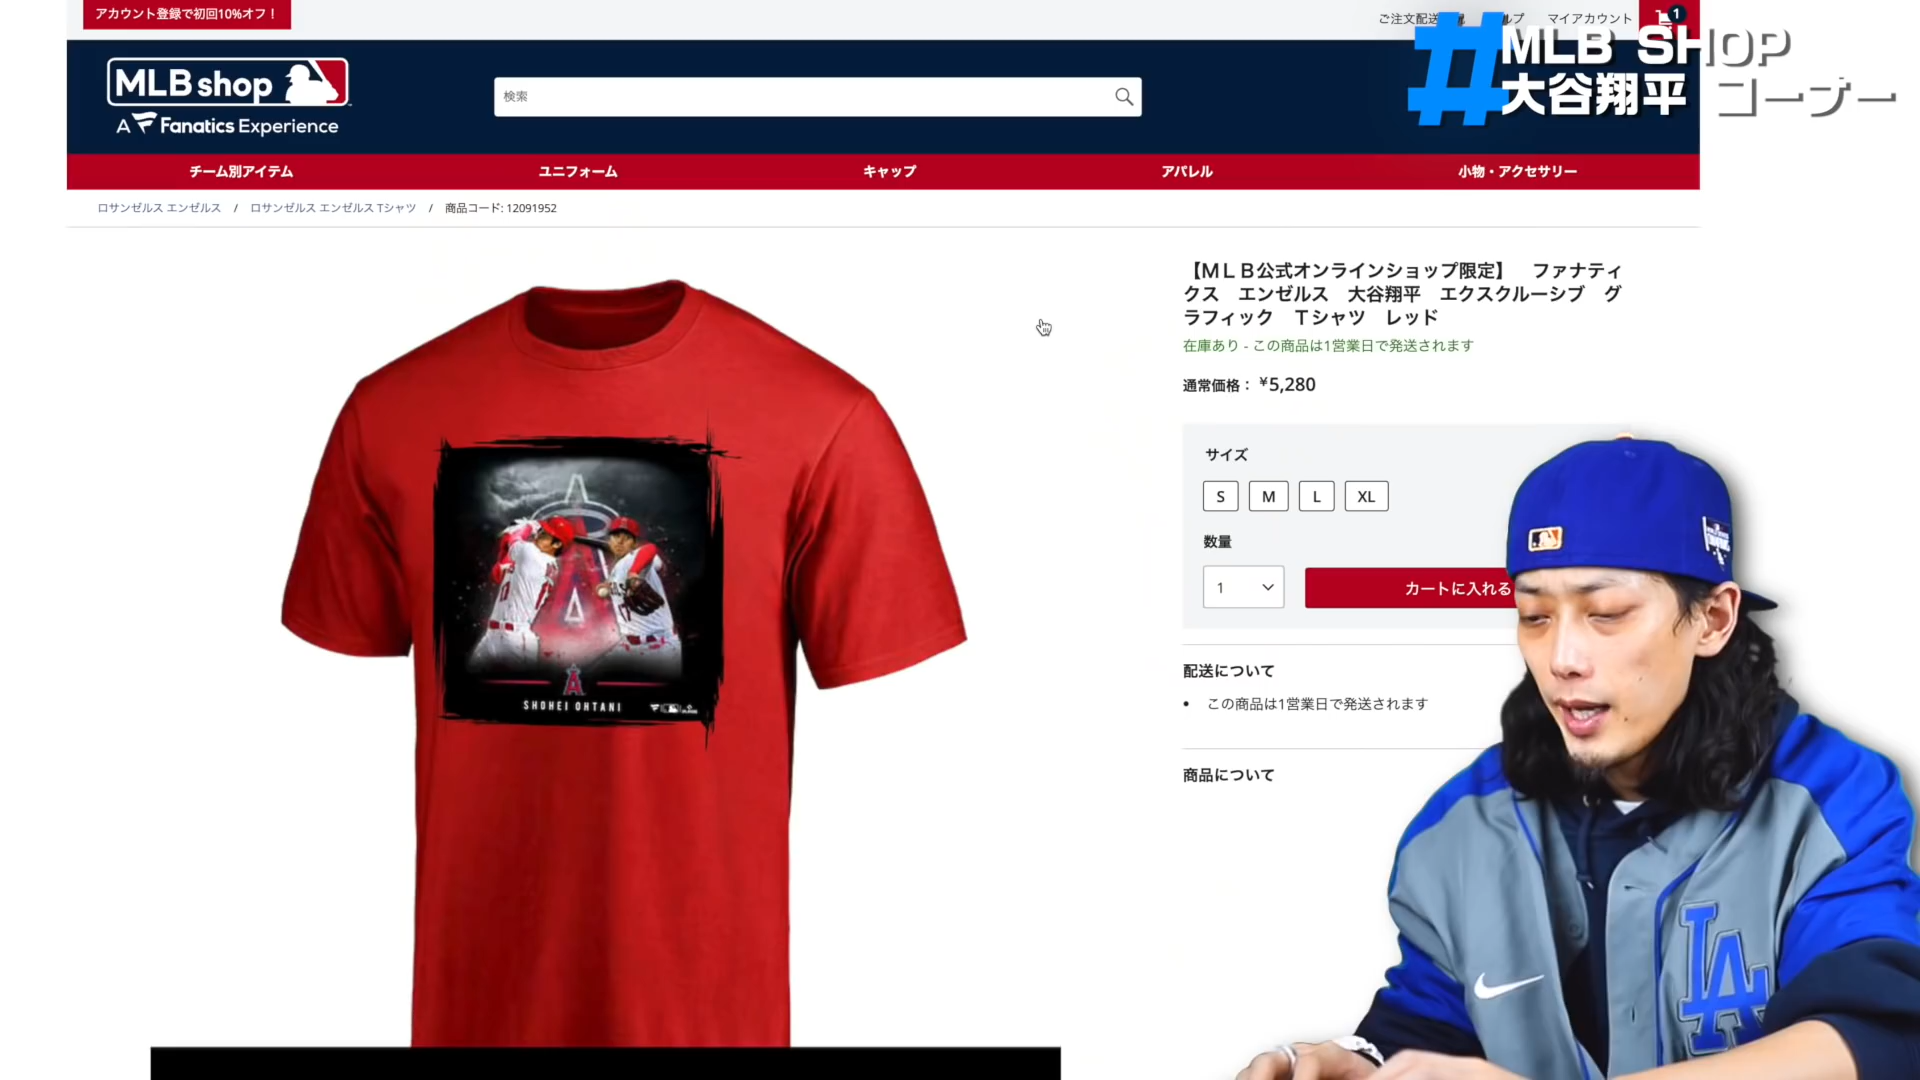 アカウント登録で初回10%オフ！
ご注文配送
ルプ
マイアカウント
1
#MLB SHOP
大谷翔平 コーナー
MLB shop
A Fanatics Experience
検索
チーム別アイテム
ユニフォーム
キャップ
アパレル
小物・アクセサリー
ロサンゼルス エンゼルス / ロサンゼルス エンゼルス Tシャツ / 商品コード: 12091952
【ＭＬＢ公式オンラインショップ限定】　ファナティ
クス　エンゼルス　大谷翔平　エクスクルーシブ　グ
ラフィック　Ｔシャツ　レッド
在庫あり - この商品は1営業日で発送されます
通常価格： ¥5,280
サイズ
S
M
L
XL
数量
1
カートに入れる
配送について
• この商品は1営業日で発送されます
商品について
SHOHEI OHTANI
LA